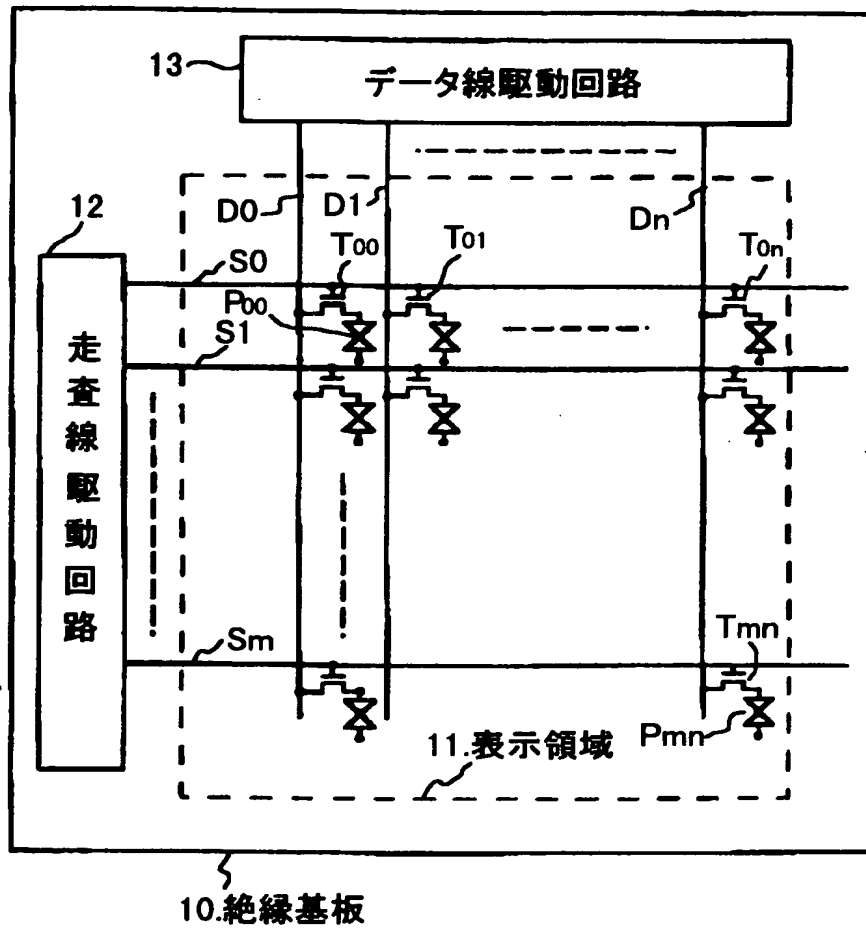 13
データ線駆動回路
D0
D1
Dn
12
走査線駆動回路
S0
T00
T01
T0n
P00
S1
Sm
Tmn
Pmn
11.表示領域
10.絶縁基板